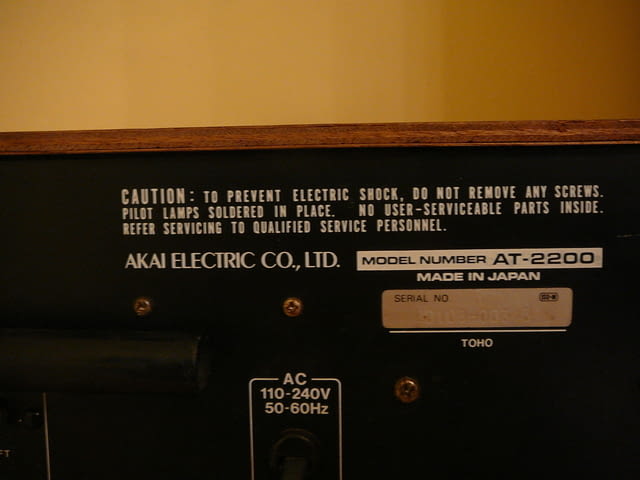 CAUTION: TO PREVENT ELECTRIC SHOCK, DO NOT REMOVE ANY SCREWS.
PILOT LAMPS SOLDERED IN PLACE. NO USER-SERVICEABLE PARTS INSIDE.
REFER SERVICING TO QUALIFIED SERVICE PERSONNEL.
AKAI ELECTRIC CO., LTD. MODEL NUMBER AT-2200
MADE IN JAPAN
SERIAL NO.
TOHO
AC
110-240V
50-60Hz
FT